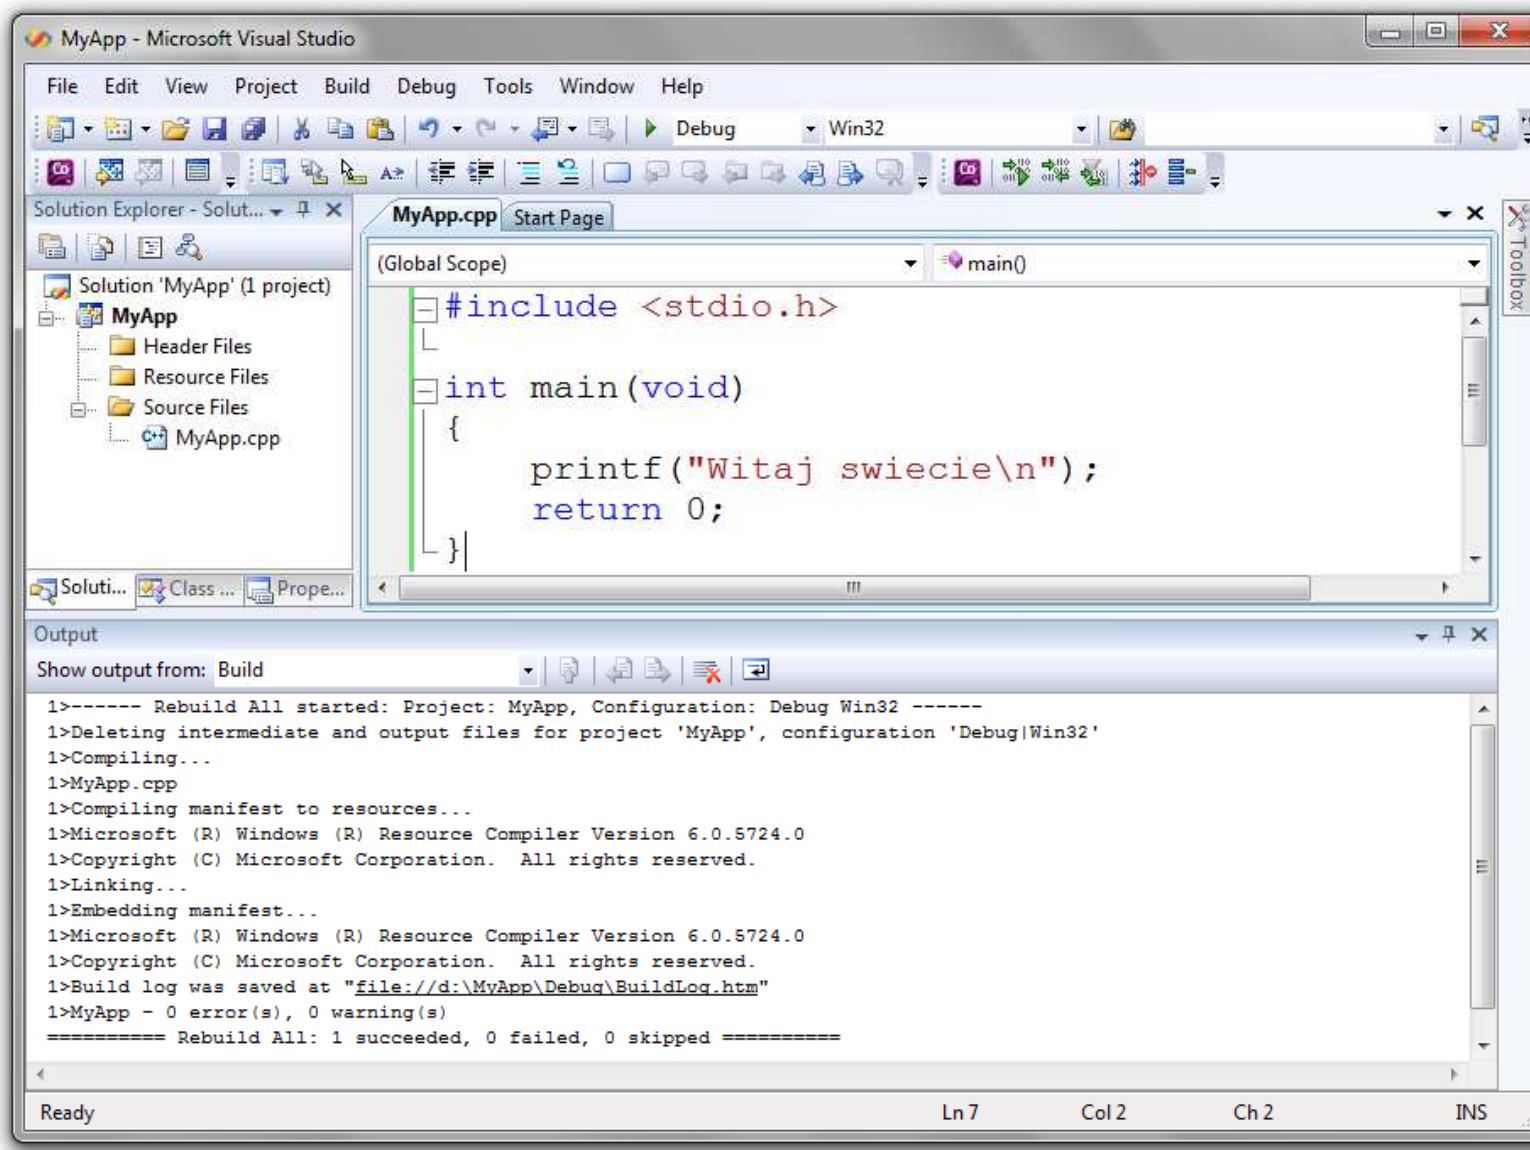 MyApp - Microsoft Visual Studio
File Edit View Project Build Debug Tools Window Help
Debug Win32
Solution Explorer - Solut...
MyApp.cpp Start Page
Toolbox
(Global Scope) main()
Solution 'MyApp' (1 project)
MyApp
Header Files
Resource Files
Source Files
MyApp.cpp
Soluti... Class ... Prope...
#include <stdio.h>
int main(void)
{
printf("Witaj swiecie\n");
return 0;
}
Output
Show output from: Build
1>------ Rebuild All started: Project: MyApp, Configuration: Debug Win32 ------
1>Deleting intermediate and output files for project 'MyApp', configuration 'Debug|Win32'
1>Compiling...
1>MyApp.cpp
1>Compiling manifest to resources...
1>Microsoft (R) Windows (R) Resource Compiler Version 6.0.5724.0
1>Copyright (C) Microsoft Corporation.  All rights reserved.
1>Linking...
1>Embedding manifest...
1>Microsoft (R) Windows (R) Resource Compiler Version 6.0.5724.0
1>Copyright (C) Microsoft Corporation.  All rights reserved.
1>Build log was saved at "file://d:\MyApp\Debug\BuildLog.htm"
1>MyApp - 0 error(s), 0 warning(s)
========== Rebuild All: 1 succeeded, 0 failed, 0 skipped ==========
Ready Ln 7 Col 2 Ch 2 INS